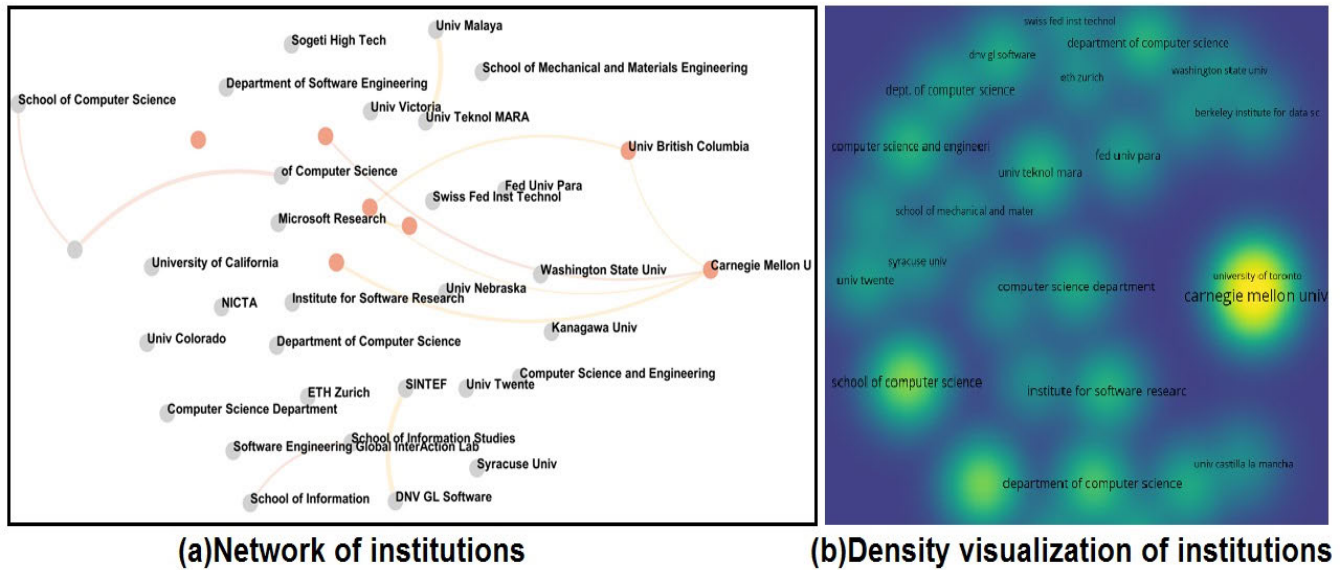 Univ Malaya
Sogeti High Tech
School of Mechanical and Materials Engineering
Department of Software Engineering
School of Computer Science
Univ Victoria
Univ Teknol MARA
Univ British Columbia
of Computer Science
Fed Univ Para
Swiss Fed Inst Technol
Microsoft Research
University of California
Washington State Univ
Carnegie Mellon U
Univ Nebraska
NICTA
Institute for Software Research
Kanagawa Univ
Univ Colorado
Department of Computer Science
Computer Science and Engineering
ETH Zurich
SINTEF
Univ Twente
Computer Science Department
School of Information Studies
Software Engineering Global InterAction Lab
Syracuse Univ
School of Information
DNV GL Software
(a)Network of institutions
swiss fed inst technol
department of computer science
dnv gl software
eth zurich
washington state univ
dept. of computer science
berkeley institute for data sc
computer science and engineeri
fed univ para
univ teknol mara
school of mechanical and mater
syracuse univ
univ twente
university of toronto
computer science department
carnegie mellon univ
school of computer science
institute for software researc
univ castilla la mancha
department of computer science
(b)Density visualization of institutions